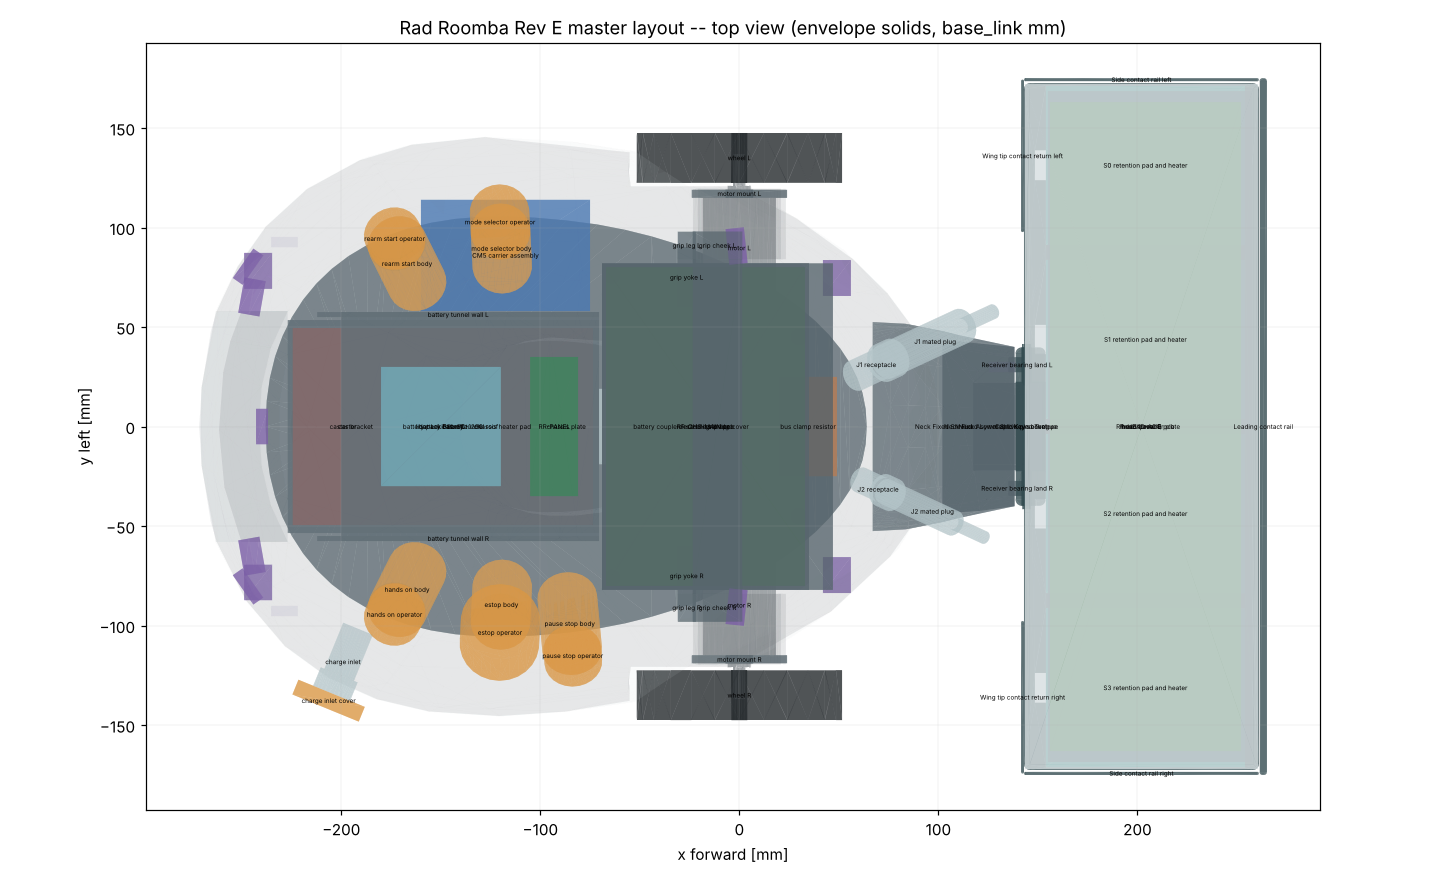 Rad Roomba Rev E master layout -- top view (envelope solids, base_link mm)
Side contact rail left
150
wheel L
Wing tip contact return left
S0 retention pad and heater
motor mount L
100
mode selector operator
rearm start operator
grip leg L
grip cheek L
motor L
mode selector body
CMS carrier assembly
rearm start body
grip yoke L
battery tunnel wall L
50
J1 mated plug
S1 retention pad and heater
J1 receptacle
Receiver bearing land L
y left [mm]
0
bus clamp resistor
Leading contact rail
J2 receptacle
Receiver bearing land R
J2 mated plug
S2 retention pad and heater
−50
battery tunnel wall R
grip yoke R
hands on body
estop body
grip leg R
grip cheek R
motor R
hands on operator
pause stop body
−100
estop operator
charge inlet
pause stop operator
motor mount R
S3 retention pad and heater
wheel R
Wing tip contact return right
charge inlet cover
−150
Side contact rail right
−200
−100
0
100
200
x forward [mm]